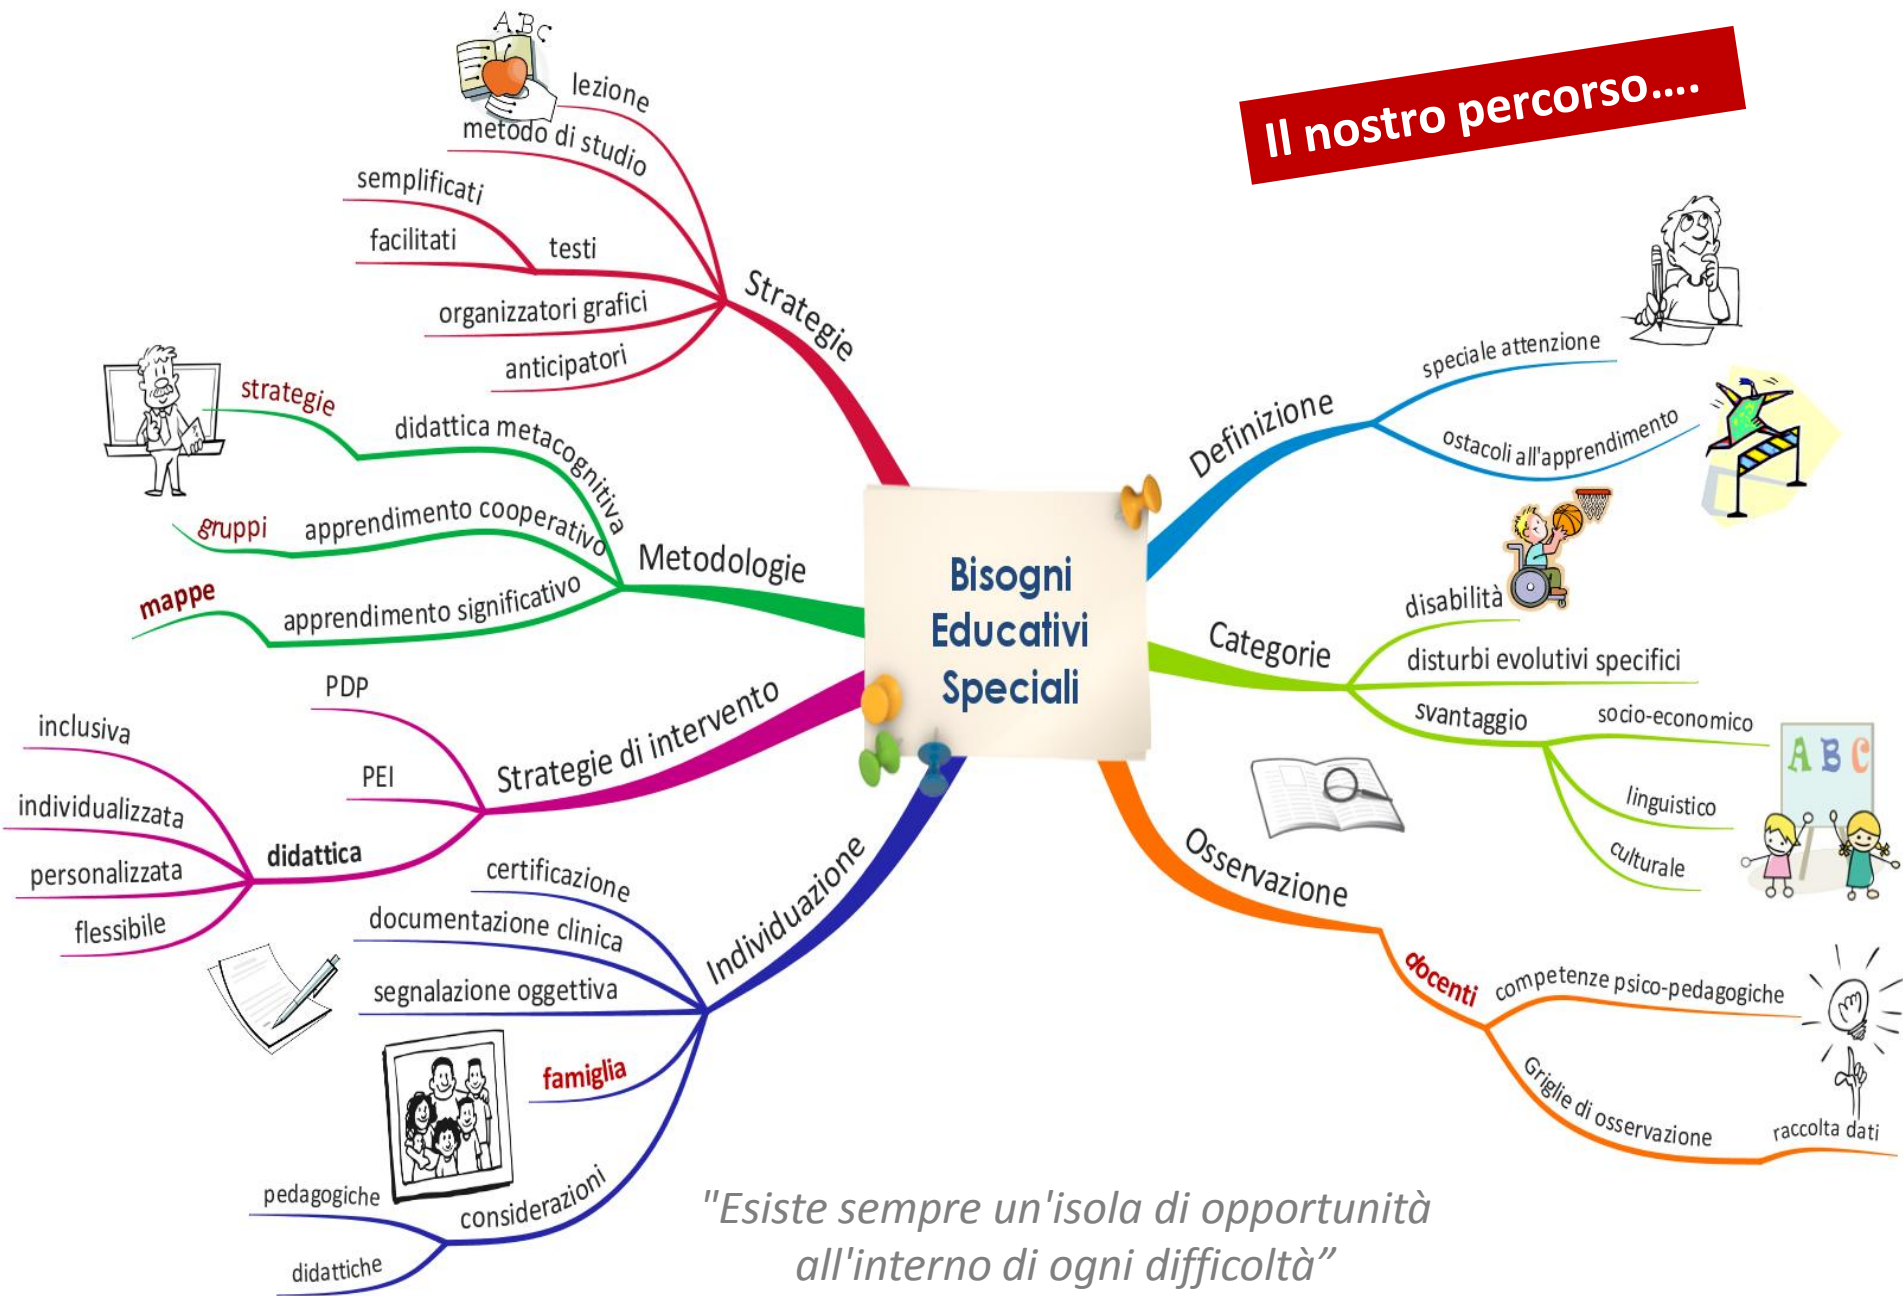 Il nostro percorso....
A B C
lezione
metodo di studio
semplificati
facilitati
testi
organizzatori grafici
anticipatori
Strategie
strategie
didattica metacognitiva
gruppi
apprendimento cooperativo
mappe
apprendimento significativo
Metodologie
PDP
PEI
inclusiva
individualizzata
personalizzata
flessibile
didattica
Strategie di intervento
certificazione
documentazione clinica
segnalazione oggettiva
famiglia
pedagogiche
didattiche
considerazioni
Individuazione
Bisogni
Educativi
Speciali
Definizione
speciale attenzione
ostacoli all'apprendimento
Categorie
disabilità
disturbi evolutivi specifici
svantaggio
socio-economico
linguistico
culturale
A B C
Osservazione
docenti
competenze psico-pedagogiche
Griglie di osservazione
raccolta dati
"Esiste sempre un'isola di opportunità
all'interno di ogni difficoltà”